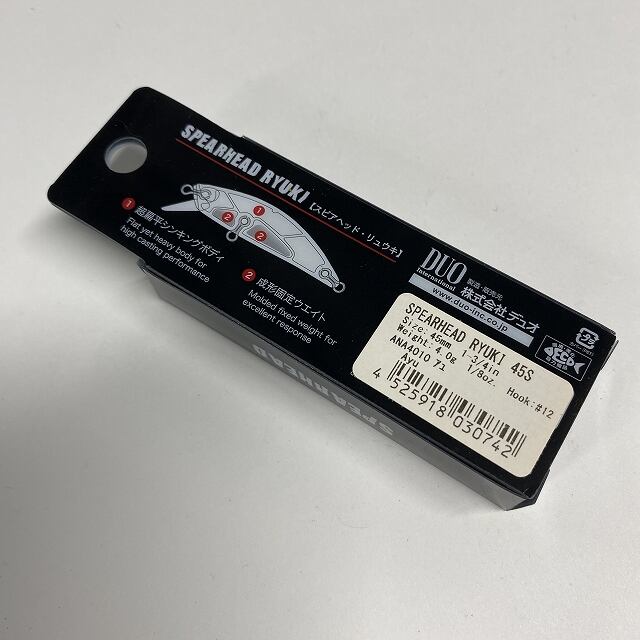 SPEARHEAD RYUKI【スピアヘッド・リュウキ】
1 超扁平シンキングボディ
Flat yet heavy body for
high casting performance
1
2
2
2 成形固定ウエイト
Molded fixed weight for
excellent response
DUO
international
製造・販売元
株式会社デュオ
www.duo-inc.co.jp
SPEARHEAD RYUKI 45S
Size: 45mm 1-3/4in
Weight: 4.0g 1/8oz. Hook: #12
ANA4010 アユ
Ayu
4 525918 030742
SPEARHEAD